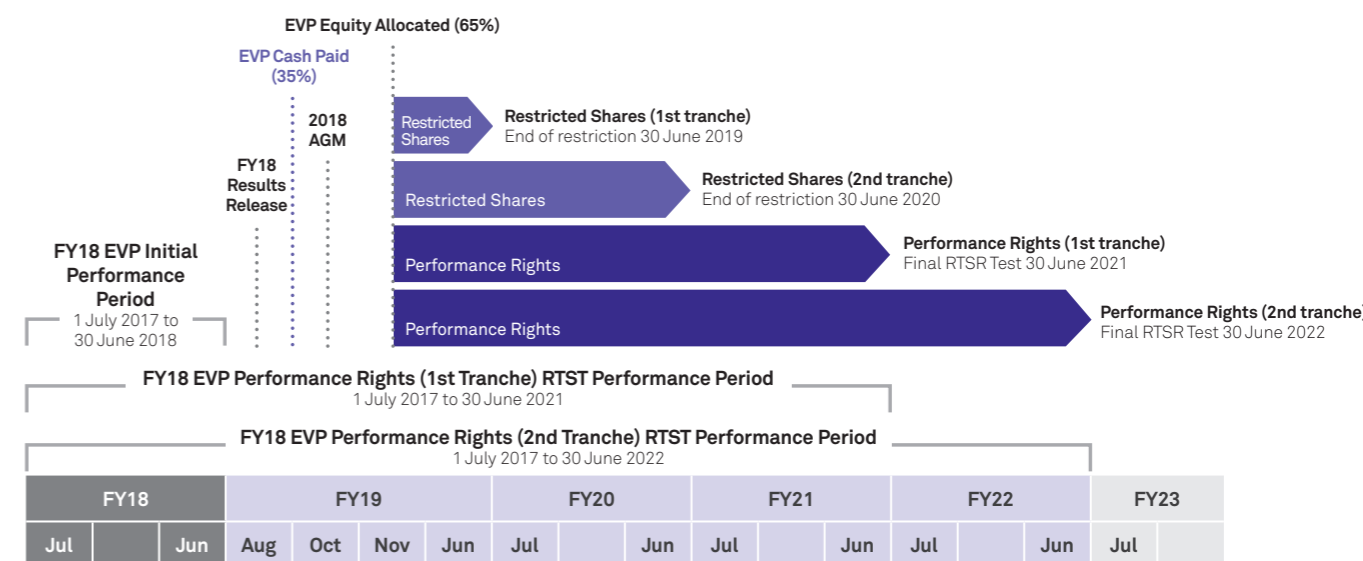 EVP Equity Allocated (65%)
EVP Cash Paid
(35%)
2018
AGM
FY18
Results
Release
Restricted
Shares
Restricted Shares (1st tranche)
End of restriction 30 June 2019
Restricted Shares
Restricted Shares (2nd tranche)
End of restriction 30 June 2020
Performance Rights
Performance Rights (1st tranche)
Final RTSR Test 30 June 2021
Performance Rights
Performance Rights (2nd tranche)
Final RTSR Test 30 June 2022
FY18 EVP Initial
Performance
Period
1 July 2017 to
30 June 2018
FY18 EVP Performance Rights (1st Tranche) RTST Performance Period
1 July 2017 to 30 June 2021
FY18 EVP Performance Rights (2nd Tranche) RTST Performance Period
1 July 2017 to 30 June 2022
FY18 FY19 FY20 FY21 FY22 FY23
Jul Jun Aug Oct Nov Jun Jul Jun Jul Jun Jul Jun Jul